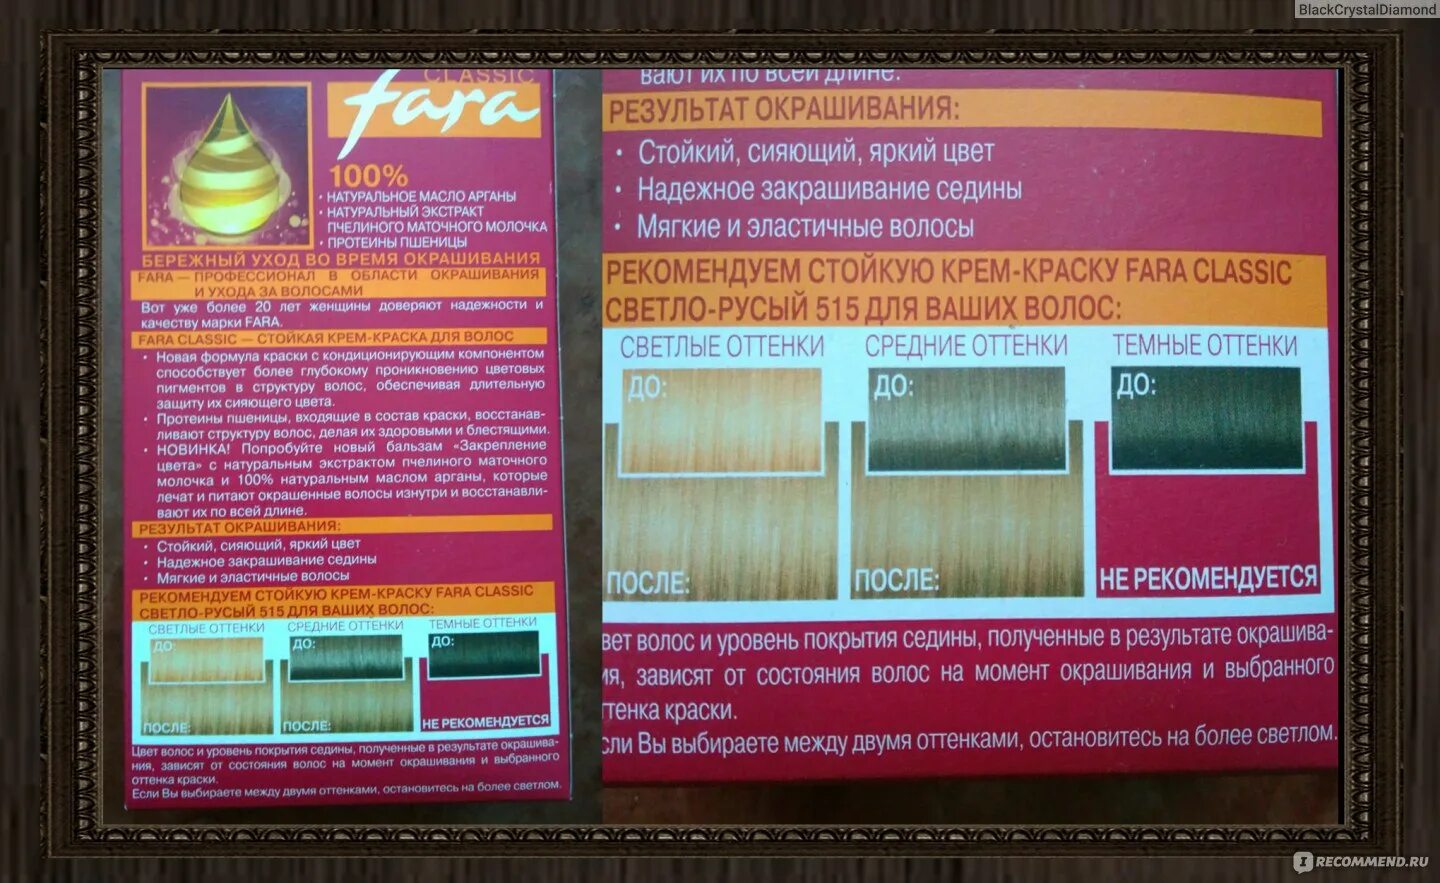 BlackCrystalDiamond
CLASSIC
fara
100%
• НАТУРАЛЬНОЕ МАСЛО АРГАНЫ
• НАТУРАЛЬНЫЙ ЭКСТРАКТ
ПЧЕЛИНОГО МАТОЧНОГО МОЛОЧКА
• ПРОТЕИНЫ ПШЕНИЦЫ
БЕРЕЖНЫЙ УХОД ВО ВРЕМЯ ОКРАШИВАНИЯ
FARA — ПРОФЕССИОНАЛ В ОБЛАСТИ ОКРАШИВАНИЯ
И УХОДА ЗА ВОЛОСАМИ
Вот уже более 20 лет женщины доверяют надежности и
качеству марки FARA.
FARA CLASSIC — СТОЙКАЯ КРЕМ-КРАСКА ДЛЯ ВОЛОС
• Новая формула краски с кондиционирующим компонентом
способствует более глубокому проникновению цветовых
пигментов в структуру волос, обеспечивая длительную
защиту их сияющего цвета.
• Протеины пшеницы, входящие в состав краски, восстанав-
ливают структуру волос, делая их здоровыми и блестящими.
• НОВИНКА! Попробуйте новый бальзам «Закрепление
цвета» с натуральным экстрактом пчелиного маточного
молочка и 100% натуральным маслом арганы, которые
лечат и питают окрашенные волосы изнутри и восстанавли-
вают их по всей длине.
РЕЗУЛЬТАТ ОКРАШИВАНИЯ:
• Стойкий, сияющий, яркий цвет
• Надежное закрашивание седины
• Мягкие и эластичные волосы
РЕКОМЕНДУЕМ СТОЙКУЮ КРЕМ-КРАСКУ FARA CLASSIC
СВЕТЛО-РУСЫЙ 515 ДЛЯ ВАШИХ ВОЛОС:
СВЕТЛЫЕ ОТТЕНКИ СРЕДНИЕ ОТТЕНКИ ТЕМНЫЕ ОТТЕНКИ
ДО: ДО: ДО:
ПОСЛЕ: ПОСЛЕ: НЕ РЕКОМЕНДУЕТСЯ
Цвет волос и уровень покрытия седины, полученные в результате окрашива-
ния, зависят от состояния волос на момент окрашивания и выбранного
оттенка краски.
Если Вы выбираете между двумя оттенками, остановитесь на более светлом.
вают их по всей длине.
РЕЗУЛЬТАТ ОКРАШИВАНИЯ:
• Стойкий, сияющий, яркий цвет
• Надежное закрашивание седины
• Мягкие и эластичные волосы
РЕКОМЕНДУЕМ СТОЙКУЮ КРЕМ-КРАСКУ FARA CLASSIC
СВЕТЛО-РУСЫЙ 515 ДЛЯ ВАШИХ ВОЛОС:
СВЕТЛЫЕ ОТТЕНКИ СРЕДНИЕ ОТТЕНКИ ТЕМНЫЕ ОТТЕНКИ
ДО: ДО: ДО:
ПОСЛЕ: ПОСЛЕ: НЕ РЕКОМЕНДУЕТСЯ
вет волос и уровень покрытия седины, полученные в результате окрашива-
ия, зависят от состояния волос на момент окрашивания и выбранного
ттенка краски.
сли Вы выбираете между двумя оттенками, остановитесь на более светлом.
IRECOMMEND.RU